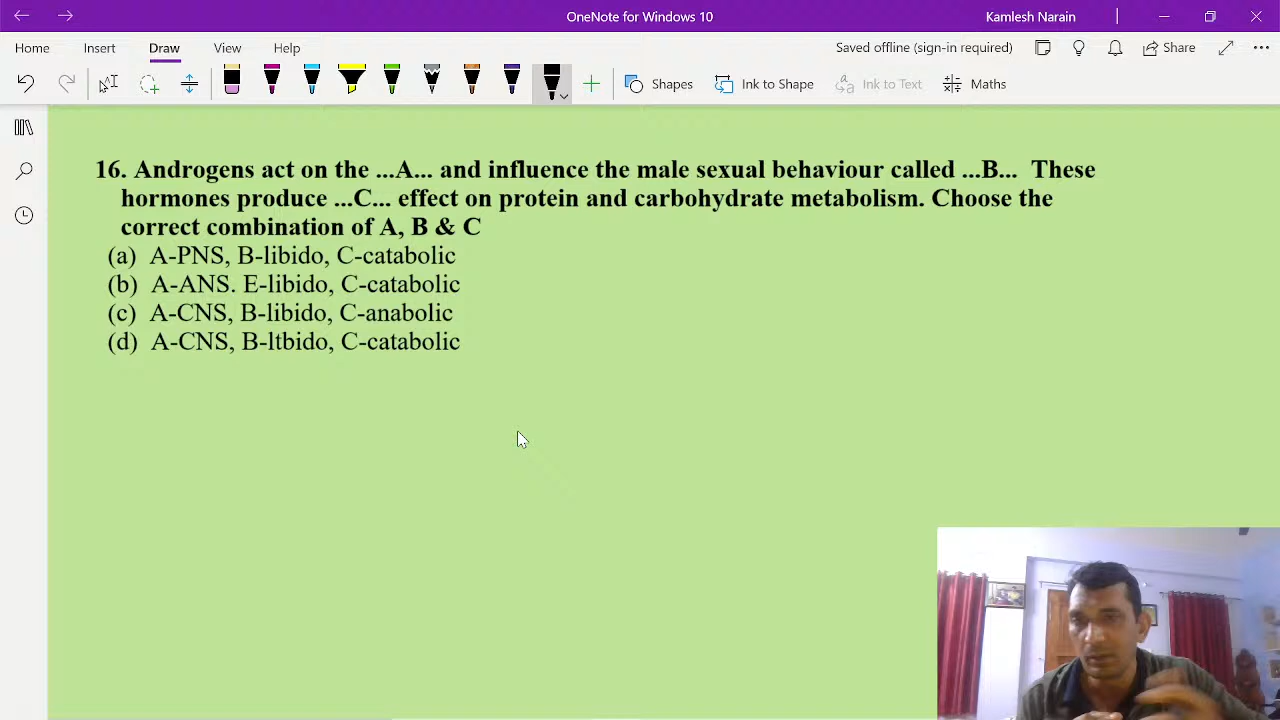 OneNote for Windows 10
Kamlesh Narain
Home Insert Draw View Help
Saved offline (sign-in required)
Share
Shapes
Ink to Shape
Ink to Text
Maths
16. Androgens act on the ...A... and influence the male sexual behaviour called ...B... These
hormones produce ...C... effect on protein and carbohydrate metabolism. Choose the
correct combination of A, B & C
(a) A-PNS, B-libido, C-catabolic
(b) A-ANS. E-libido, C-catabolic
(c) A-CNS, B-libido, C-anabolic
(d) A-CNS, B-ltbido, C-catabolic